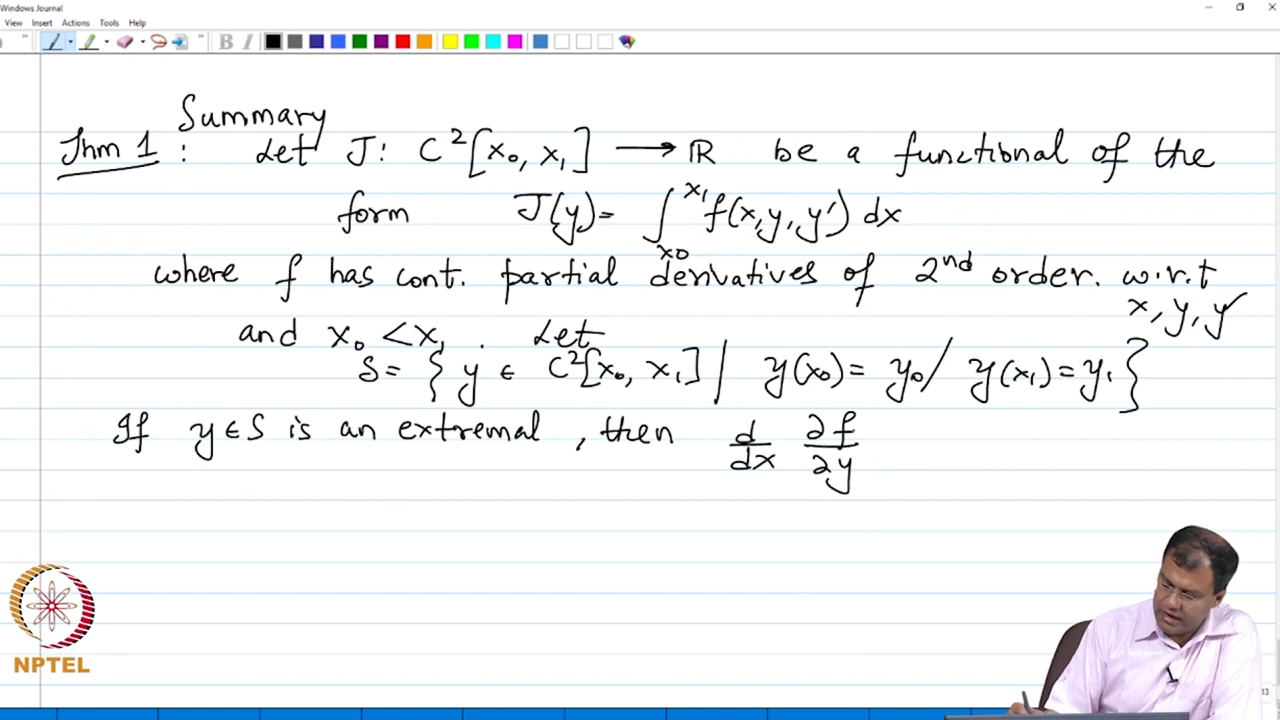 Windows Journal
View Insert Actions Tools Help
Summary
Thm 1 : Let J: C²[x₀, x₁] ⟶ ℝ be a functional of the
form J(y)= ∫_{x0}^{x₁} f(x,y,y') dx
where f has cont. partial derivatives of 2nd order. w.r.t
x, y, y'
and x₀ < x₁ . Let
S = { y ∈ C²[x₀, x₁] | y(x₀) = y₀ / y(x₁) = y₁ }
If y ∈ S is an extremal , then d/dx ∂f/∂y
NPTEL
13